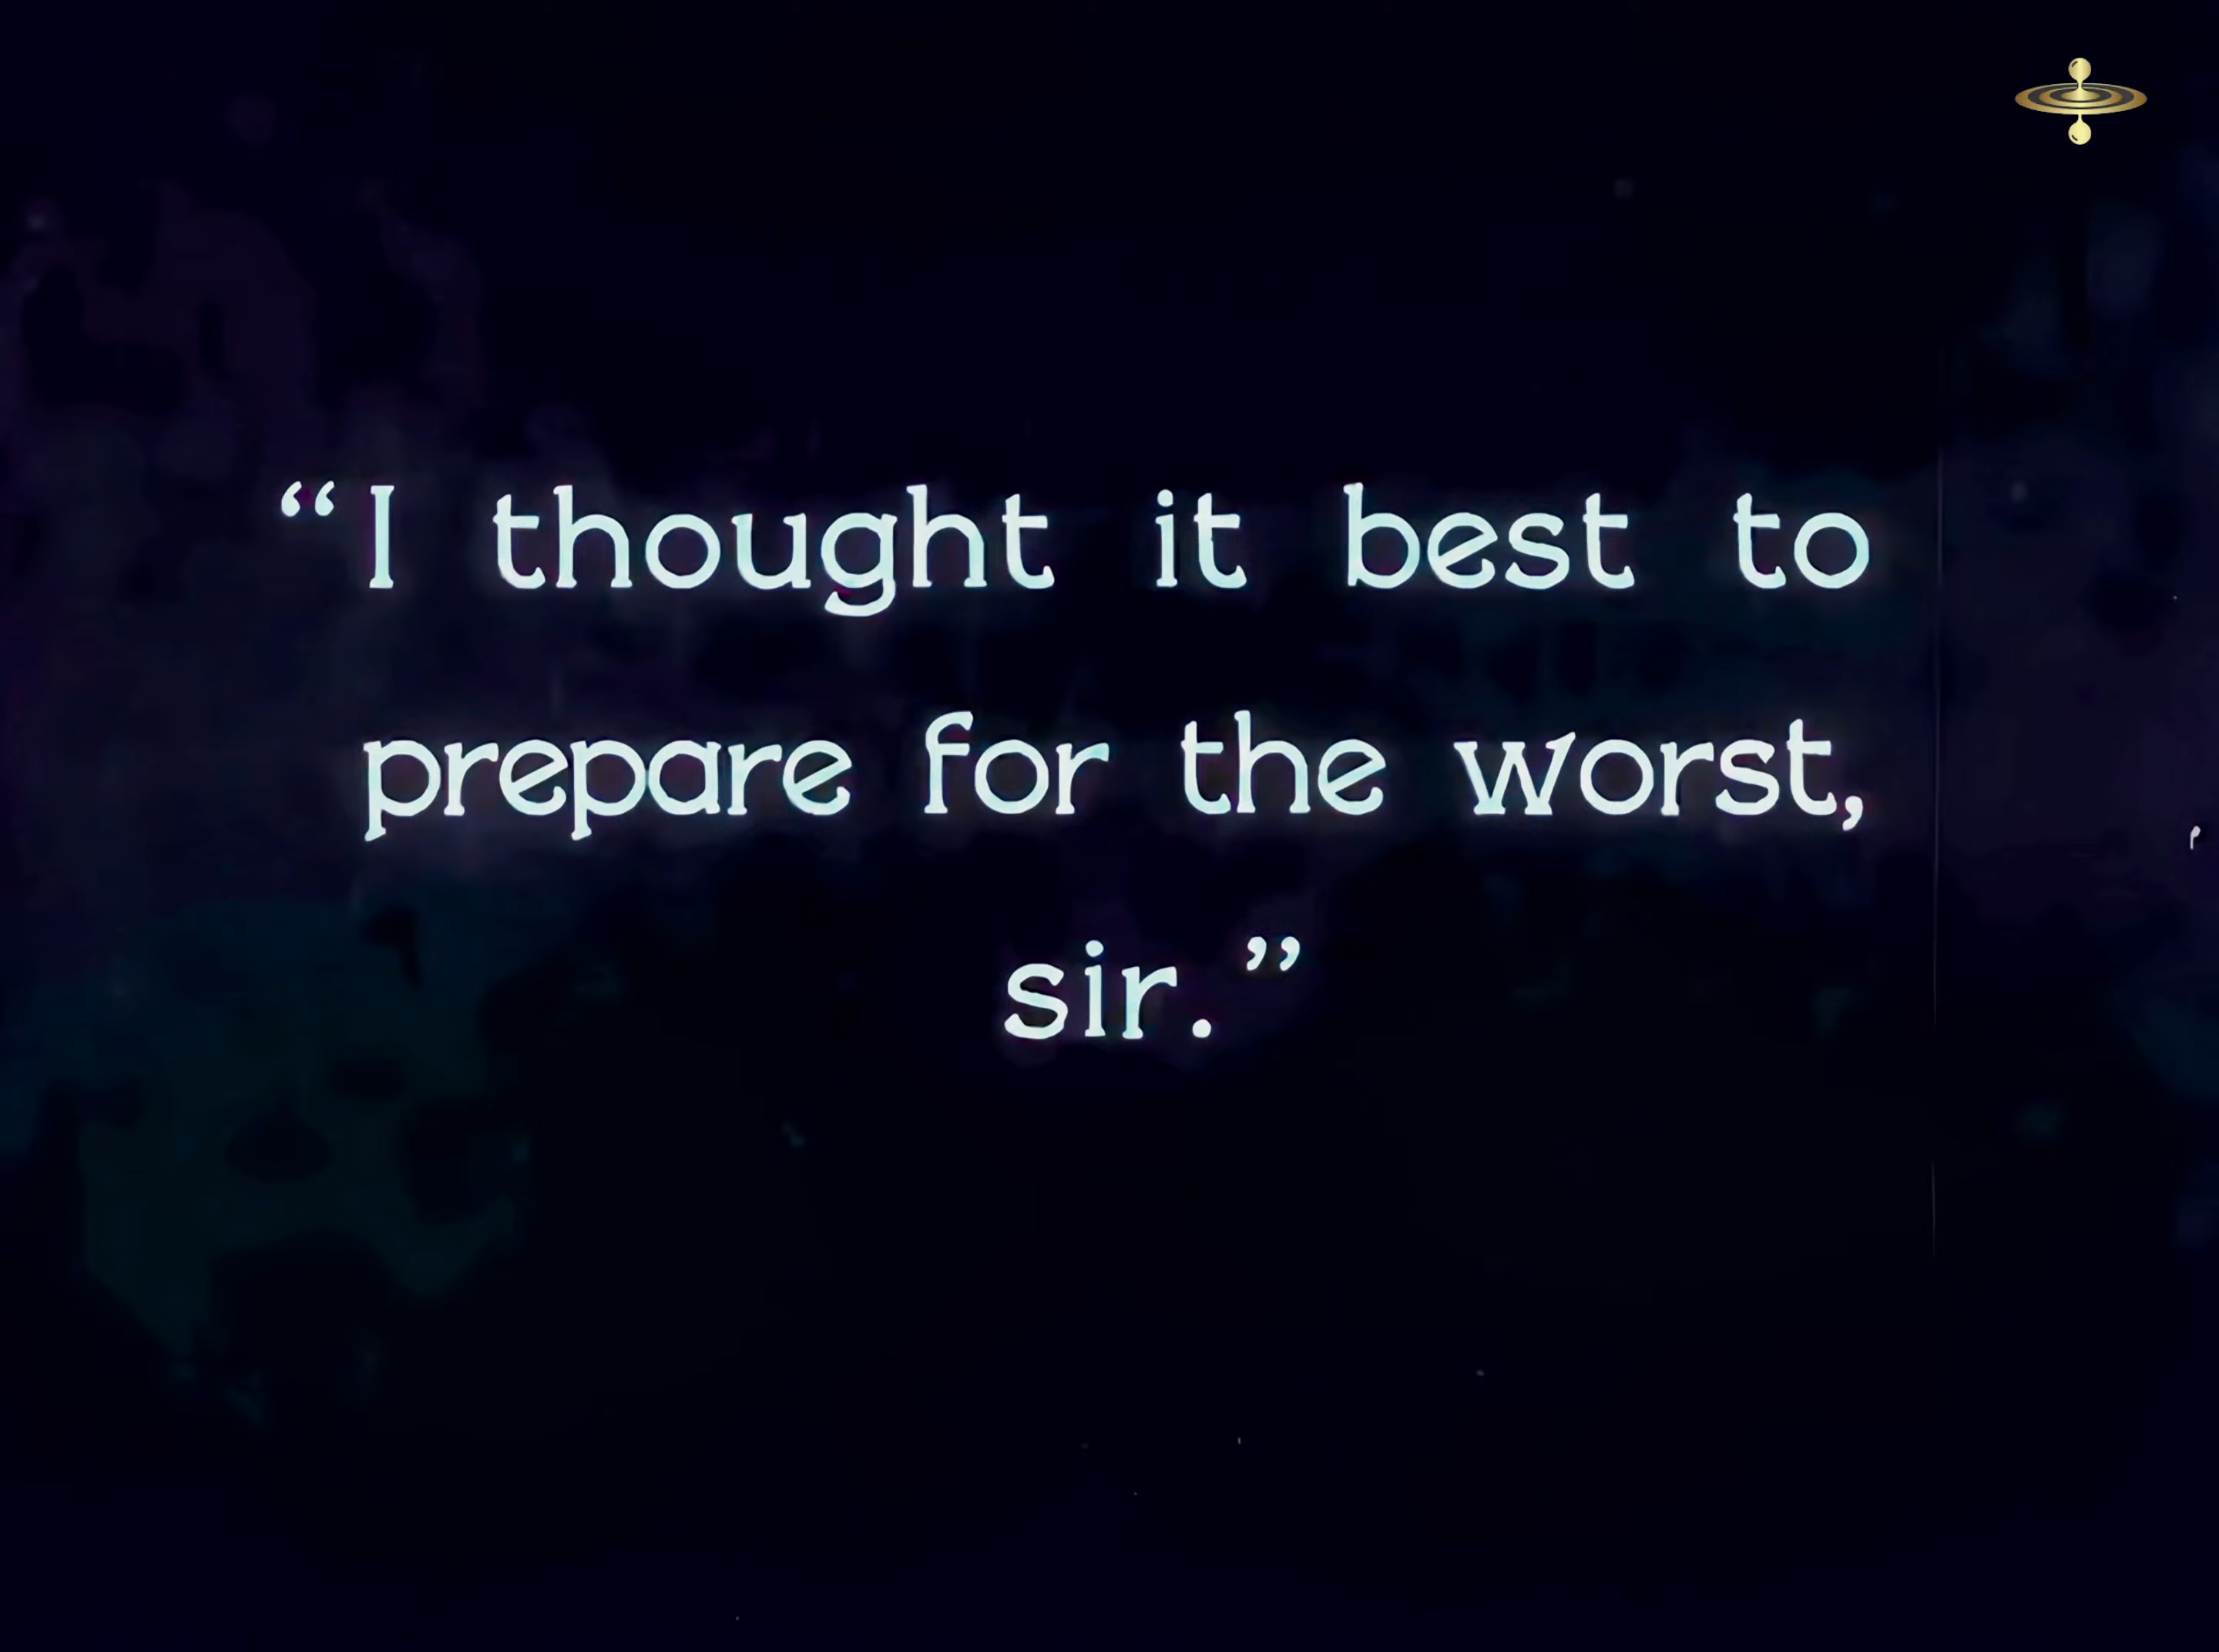 “I thought it best to
prepare for the worst,
sir.”